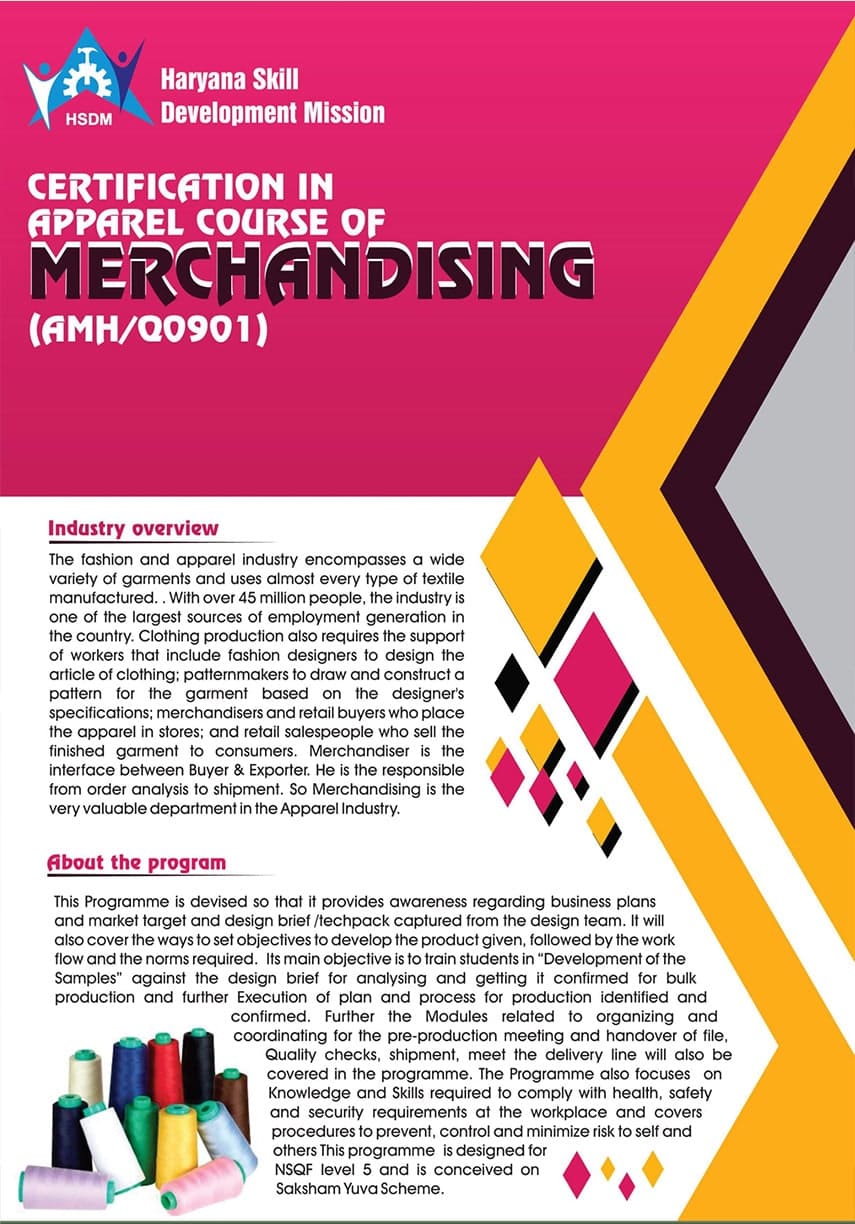 HSDM
Haryana Skill
Development Mission
CERTIFICATION IN
APPAREL COURSE OF
MERCHANDISING
(AMH/Q0901)
Industry overview
The fashion and apparel industry encompasses a wide
variety of garments and uses almost every type of textile
manufactured. . With over 45 million people, the industry is
one of the largest sources of employment generation in
the country. Clothing production also requires the support
of workers that include fashion designers to design the
article of clothing; patternmakers to draw and construct a
pattern for the garment based on the designer's
specifications; merchandisers and retail buyers who place
the apparel in stores; and retail salespeople who sell the
finished garment to consumers. Merchandiser is the
interface between Buyer & Exporter. He is the responsible
from order analysis to shipment. So Merchandising is the
very valuable department in the Apparel Industry.
About the program
This Programme is devised so that it provides awareness regarding business plans
and market target and design brief /techpack captured from the design team. It will
also cover the ways to set objectives to develop the product given, followed by the work
flow and the norms required. Its main objective is to train students in “Development of the
Samples” against the design brief for analysing and getting it confirmed for bulk
production and further Execution of plan and process for production identified and
confirmed. Further the Modules related to organizing and
coordinating for the pre-production meeting and handover of file,
Quality checks, shipment, meet the delivery line will also be
covered in the programme. The Programme also focuses on
Knowledge and Skills required to comply with health, safety
and security requirements at the workplace and covers
procedures to prevent, control and minimize risk to self and
others This programme is designed for
NSQF level 5 and is conceived on
Saksham Yuva Scheme.